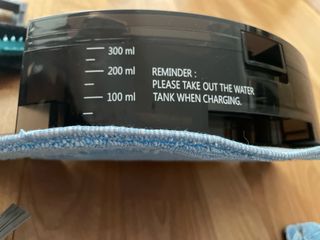 300 ml
200 ml
100 ml
REMINDER :
PLEASE TAKE OUT THE WATER
TANK WHEN CHARGING.